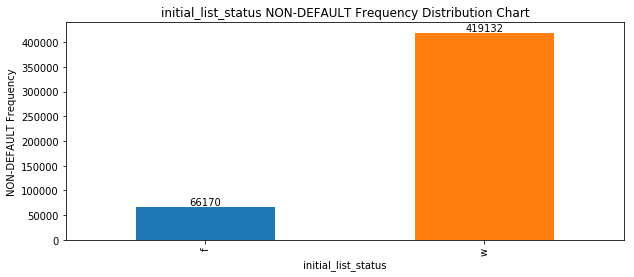 initial_list_status NON-DEFAULT Frequency Distribution Chart
NON-DEFAULT Frequency
400000
350000
300000
250000
200000
150000
100000
50000
0
66170
419132
f
w
initial_list_status